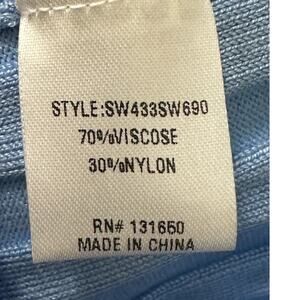 STYLE:SW433SW690
70%VISCOSE
30%NYLON
RN# 131650
MADE IN CHINA